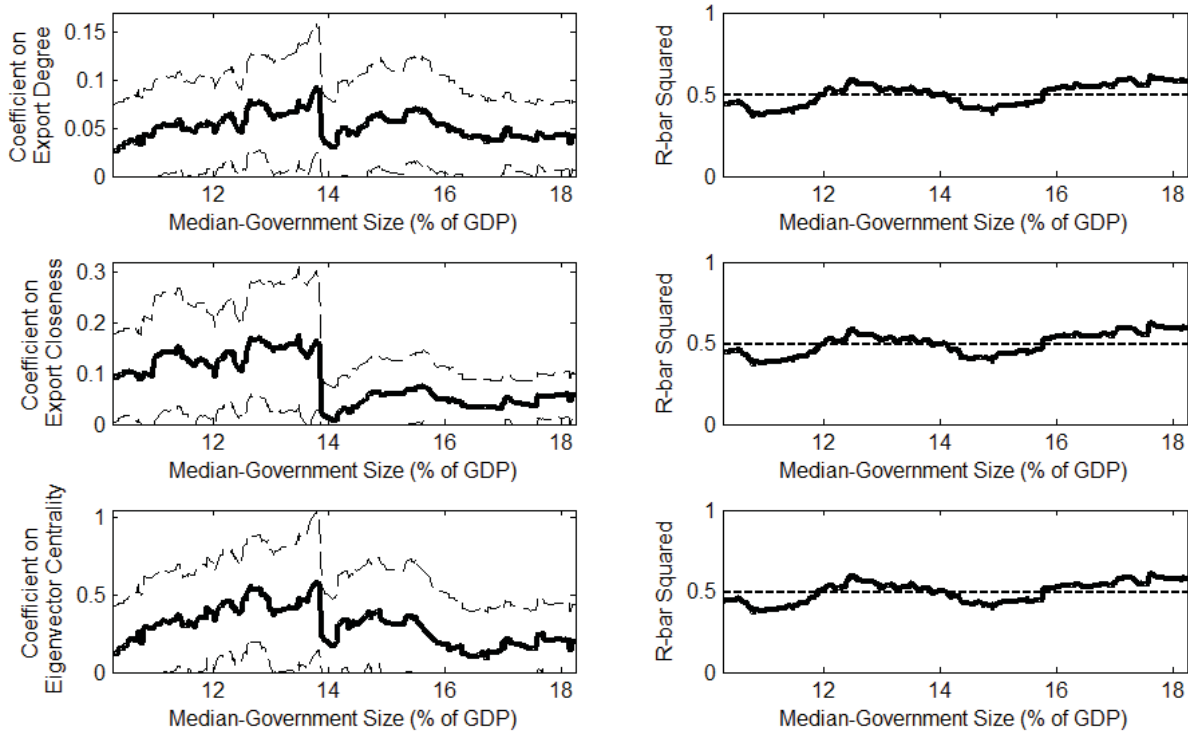 Coefficient on
Export Degree
0.15
0.1
0.05
0
12
14
16
18
Median-Government Size (% of GDP)
R-bar Squared
1
0.5
0
12
14
16
18
Median-Government Size (% of GDP)
Coefficient on
Export Closeness
0.3
0.2
0.1
0
12
14
16
18
Median-Government Size (% of GDP)
R-bar Squared
1
0.5
0
12
14
16
18
Median-Government Size (% of GDP)
Coefficient on
Eigenvector Centrality
1
0.5
0
12
14
16
18
Median-Government Size (% of GDP)
R-bar Squared
1
0.5
0
12
14
16
18
Median-Government Size (% of GDP)